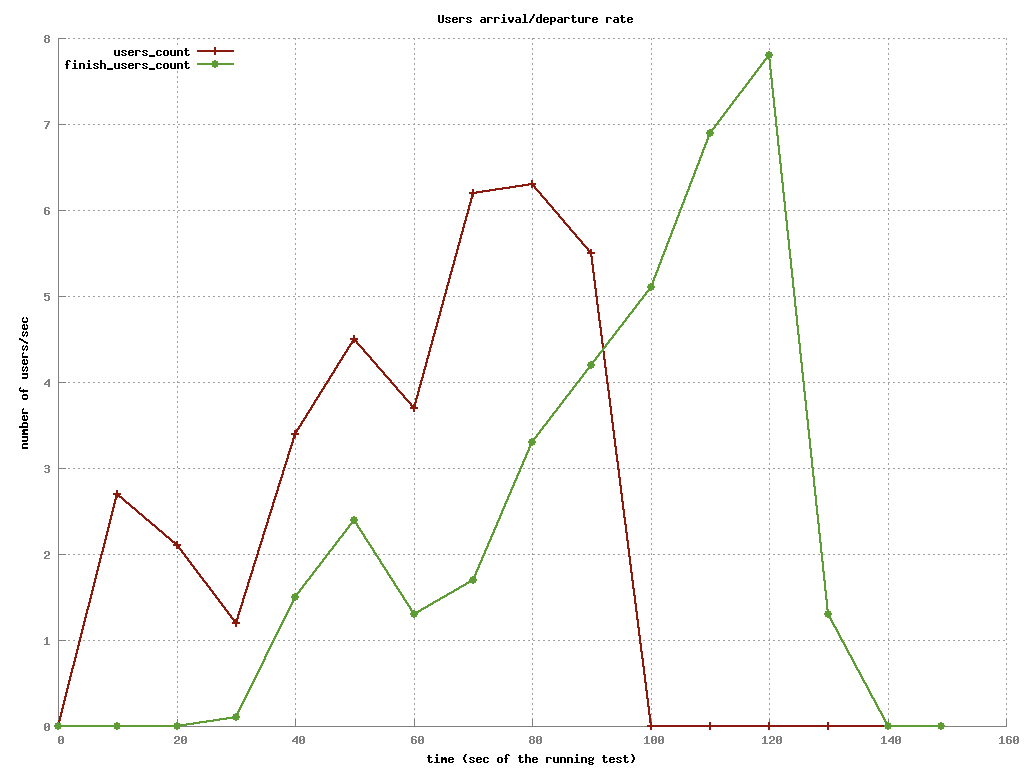 Users arrival/departure rate
users_count
finish_users_count
8
7
6
5
4
3
2
1
0
number of users/sec
0 20 40 60 80 100 120 140 160
time (sec of the running test)